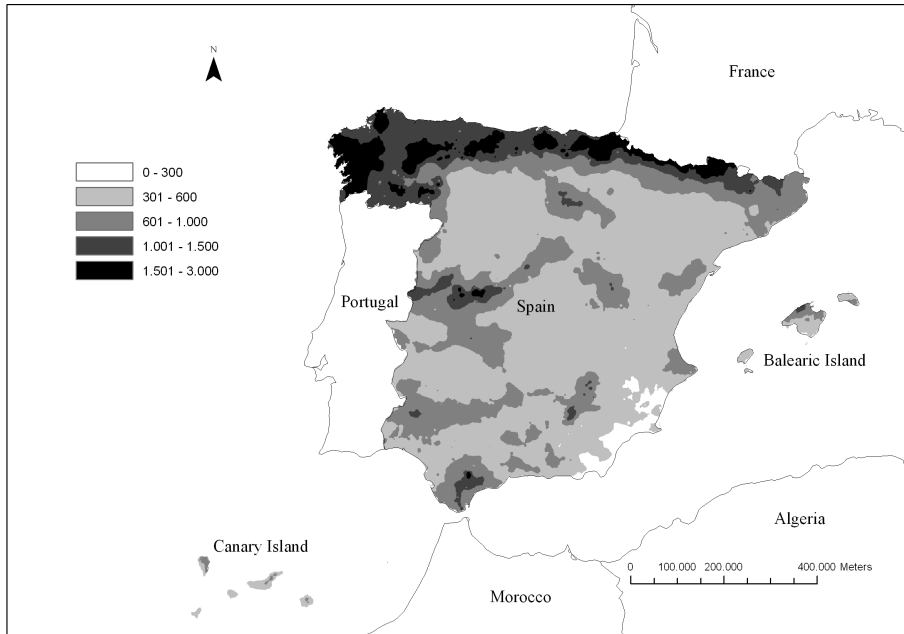 N
France
0 - 300
301 - 600
601 - 1.000
1.001 - 1.500
1.501 - 3.000
Portugal
Spain
Balearic Island
Algeria
Canary Island
0 100.000 200.000 400.000 Meters
Morocco